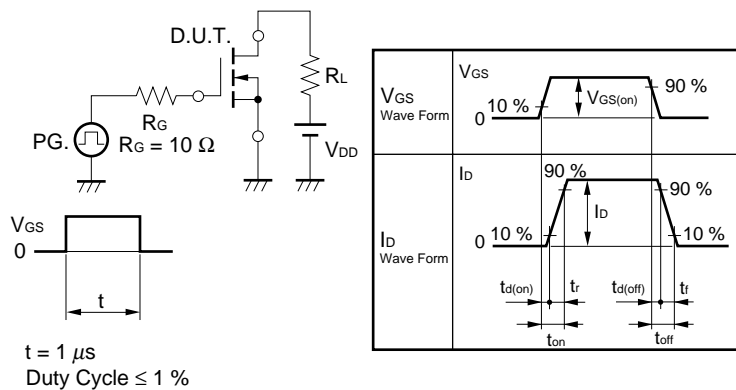 D.U.T.
RL
RG
PG.
RG = 10 Ω
VDD
VGS
0
t
t = 1 μs
Duty Cycle ≤ 1 %
VGS
Wave Form
VGS
10 %
0
VGS(on)
90 %
ID
Wave Form
ID
90 %
90 %
ID
0
10 %
10 %
td(on)
tr
td(off)
tf
ton
toff